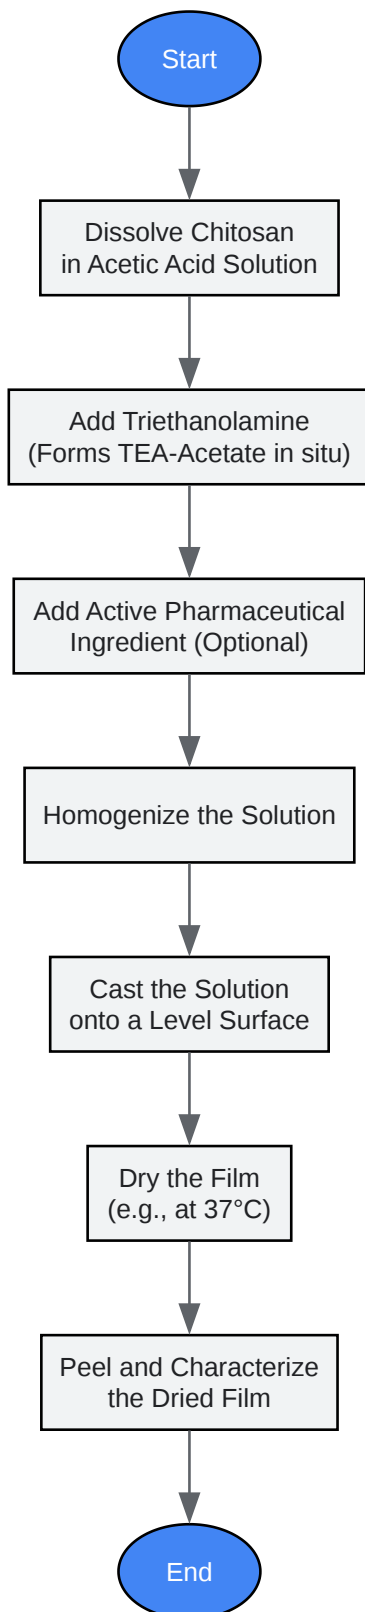 Start
Dissolve Chitosan
in Acetic Acid Solution
Add Triethanolamine
(Forms TEA-Acetate in situ)
Add Active Pharmaceutical
Ingredient (Optional)
Homogenize the Solution
Cast the Solution
onto a Level Surface
Dry the Film
(e.g., at 37°C)
Peel and Characterize
the Dried Film
End